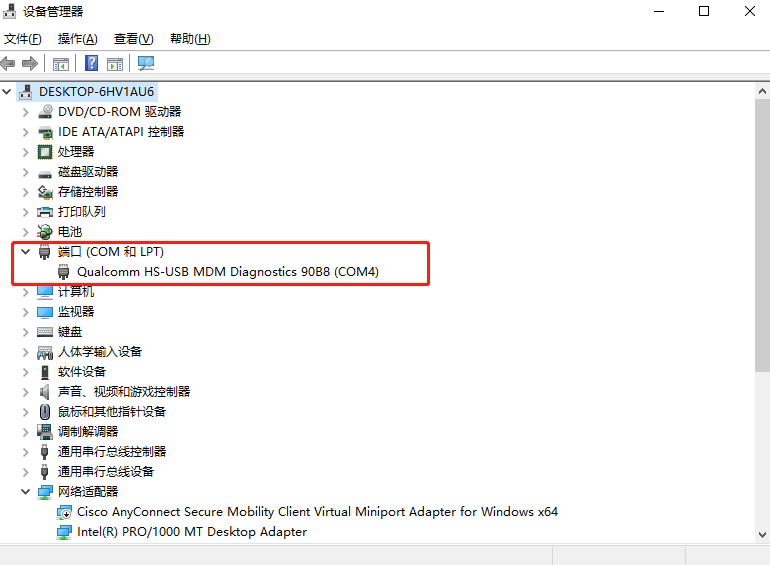 设备管理器
文件(F) 操作(A) 查看(V) 帮助(H)
DESKTOP-6HV1AU6
DVD/CD-ROM 驱动器
IDE ATA/ATAPI 控制器
处理器
磁盘驱动器
存储控制器
打印队列
电池
端口 (COM 和 LPT)
Qualcomm HS-USB MDM Diagnostics 90B8 (COM4)
计算机
监视器
键盘
人体学输入设备
软件设备
声音、视频和游戏控制器
鼠标和其他指针设备
调制解调器
通用串行总线控制器
通用串行总线设备
网络适配器
Cisco AnyConnect Secure Mobility Client Virtual Miniport Adapter for Windows x64
Intel(R) PRO/1000 MT Desktop Adapter